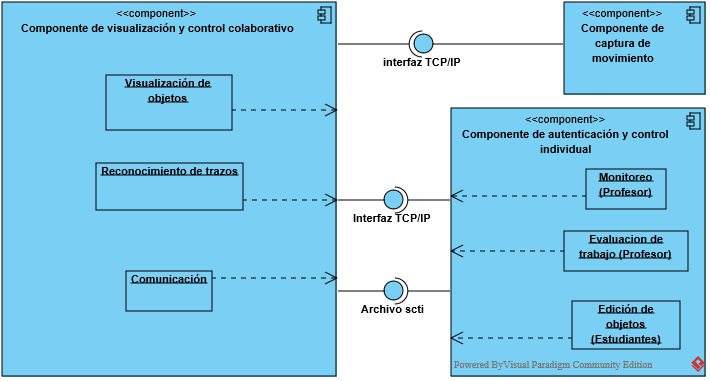 <<component>>
Componente de visualización y control colaborativo
Visualización de
objetos
Reconocimiento de trazos
Comunicación
interfaz TCP/IP
Interfaz TCP/IP
Archivo scti
<<component>>
Componente de
captura de
movimiento
<<component>>
Componente de autenticación y control
individual
Monitoreo
(Profesor)
Evaluacion de
trabajo (Profesor)
Edición de
objetos
(Estudiantes)
Powered ByVisual Paradigm Community Edition